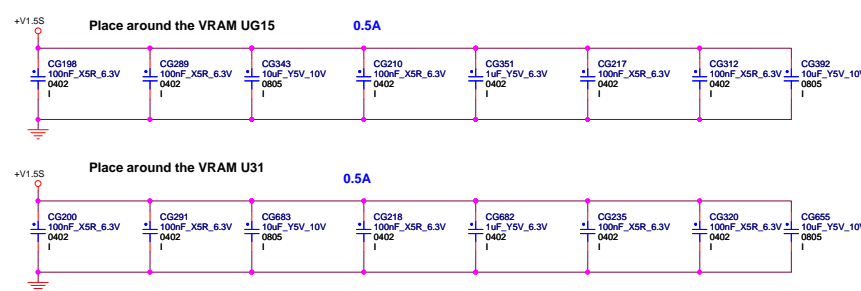 Place around the VRAM UG15
0.5A
+V1.5S
CG198
100nF_X5R_6.3V
0402
I
CG289
100nF_X5R_6.3V
0402
I
CG343
10uF_Y5V_10V
0805
I
CG210
100nF_X5R_6.3V
0402
I
CG351
1uF_Y5V_6.3V
0402
I
CG217
100nF_X5R_6.3V
0402
I
CG312
100nF_X5R_6.3V
0402
I
CG392
10uF_Y5V_10V
0805
I
Place around the VRAM U31
0.5A
+V1.5S
CG200
100nF_X5R_6.3V
0402
I
CG291
100nF_X5R_6.3V
0402
I
CG683
10uF_Y5V_10V
0805
I
CG218
100nF_X5R_6.3V
0402
I
CG682
1uF_Y5V_6.3V
0402
I
CG235
100nF_X5R_6.3V
0402
I
CG320
100nF_X5R_6.3V
0402
I
CG655
10uF_Y5V_10V
0805
I